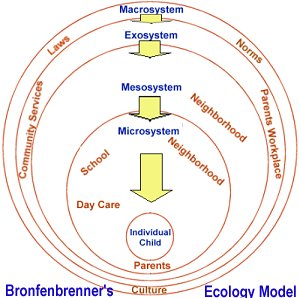 Macrosystem
Laws
Exosystem
Norms
Community Services
Mesosystem
Neighborhood
Parents Workplace
Microsystem
School
Neighborhood
Day Care
Individual
Child
Parents
Culture
Bronfenbrenner's
Ecology Model